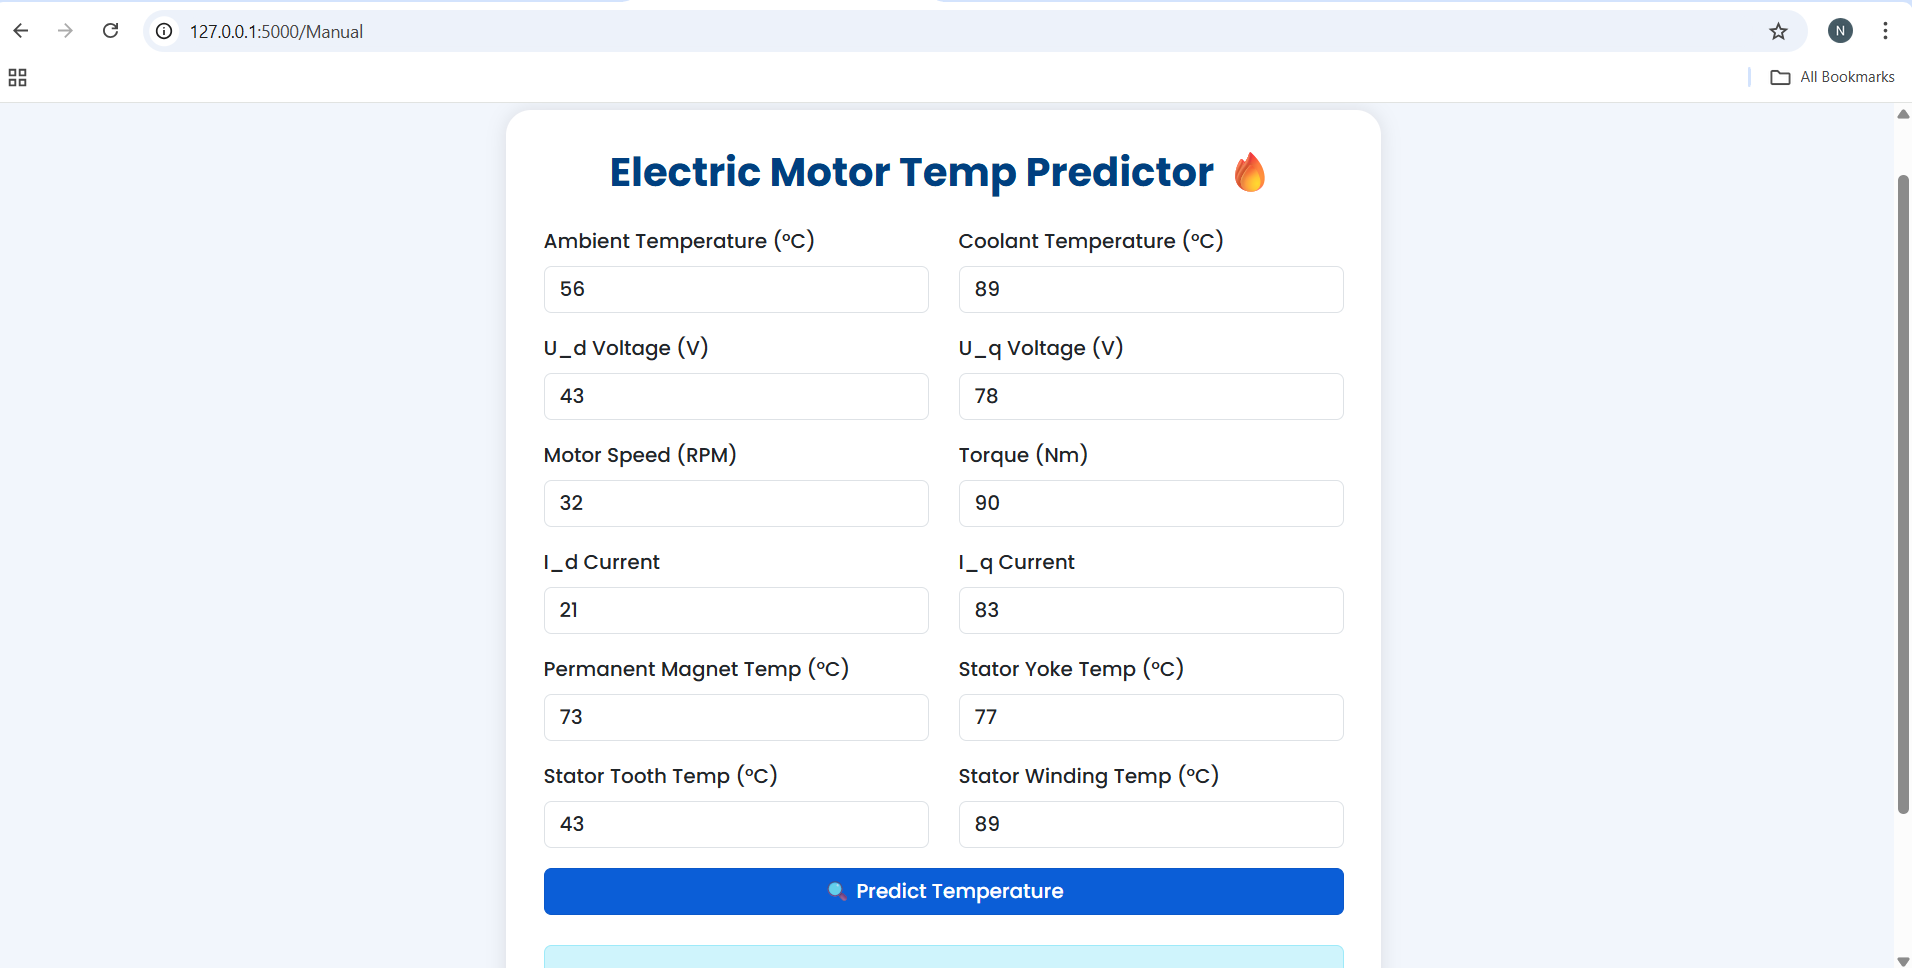 127.0.0.1:5000/Manual
N
All Bookmarks
Electric Motor Temp Predictor 🔥
Ambient Temperature (°C) Coolant Temperature (°C)
56 89
U_d Voltage (V) U_q Voltage (V)
43 78
Motor Speed (RPM) Torque (Nm)
32 90
I_d Current I_q Current
21 83
Permanent Magnet Temp (°C) Stator Yoke Temp (°C)
73 77
Stator Tooth Temp (°C) Stator Winding Temp (°C)
43 89
🔍 Predict Temperature